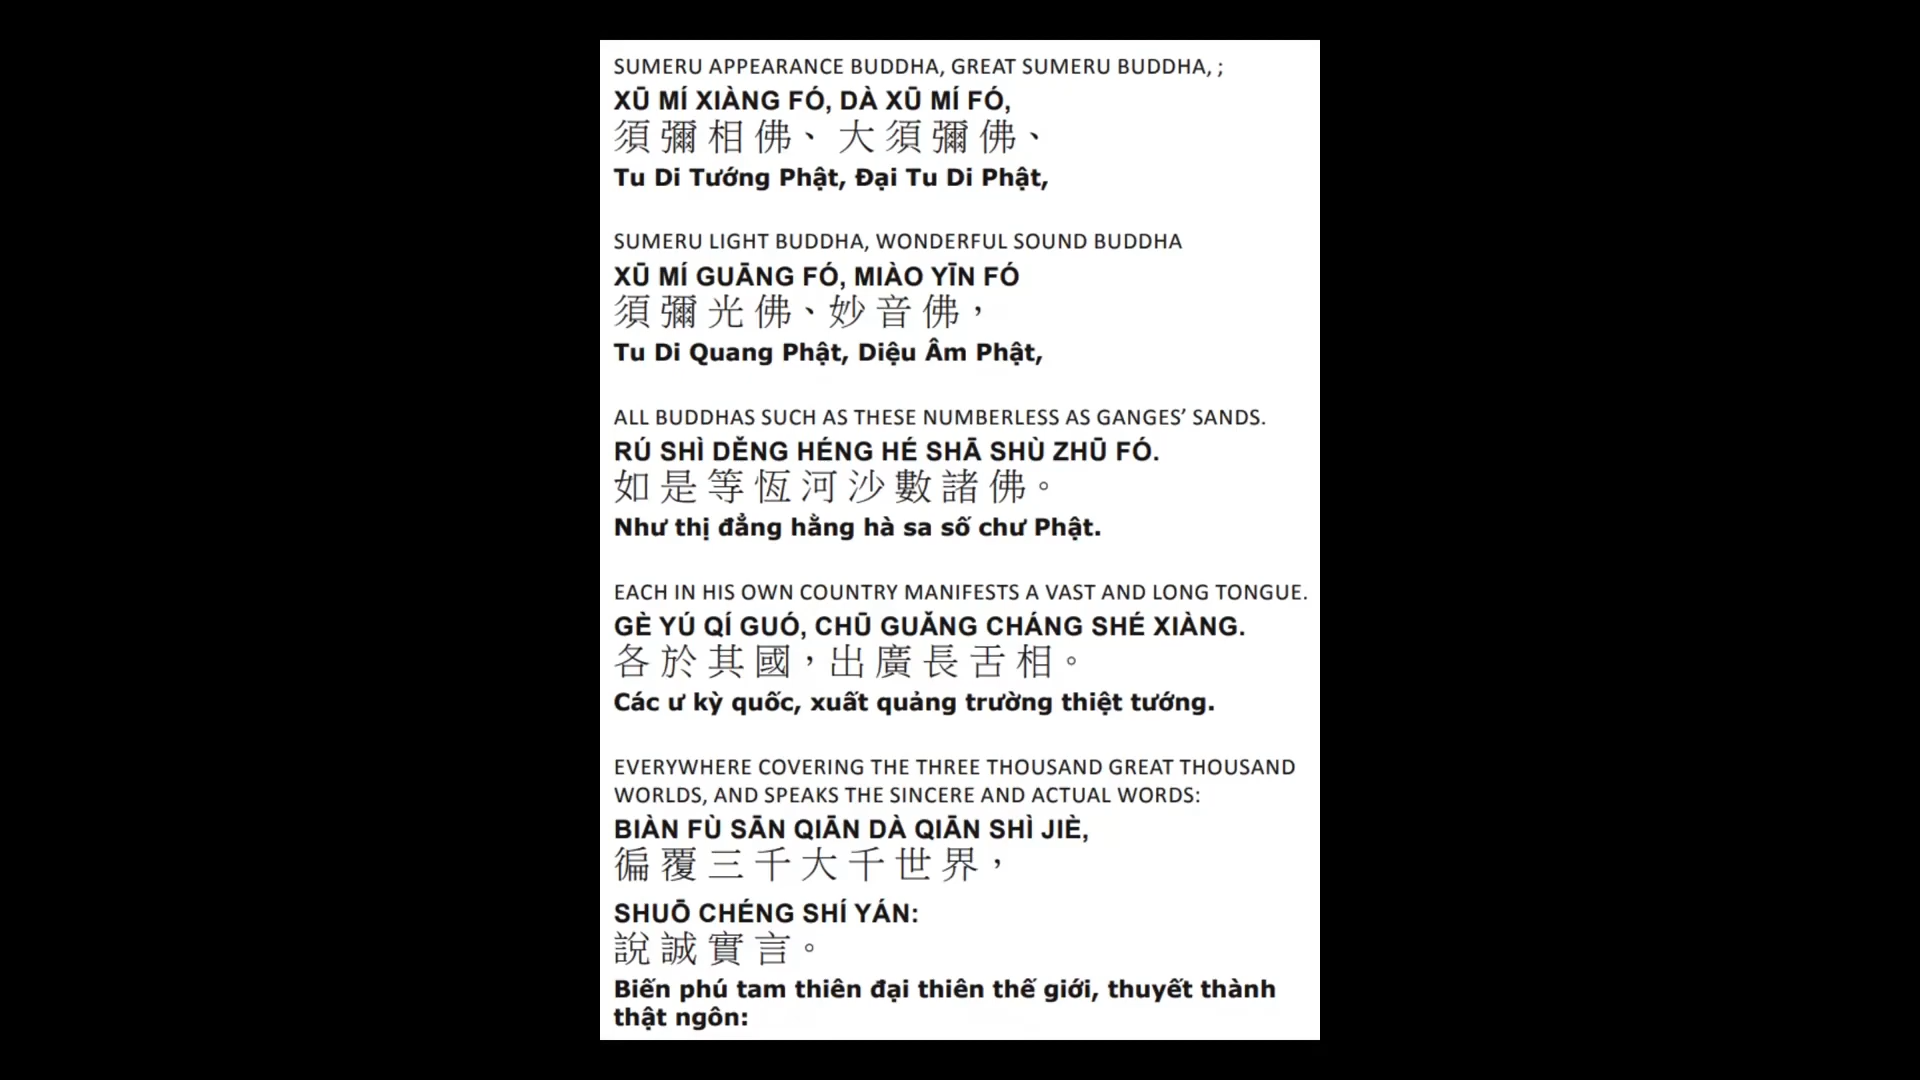 SUMERU APPEARANCE BUDDHA, GREAT SUMERU BUDDHA, ;
XŪ MÍ XIÀNG FÓ, DÀ XŪ MÍ FÓ,
須彌相佛、大須彌佛、
Tu Di Tướng Phật, Đại Tu Di Phật,
SUMERU LIGHT BUDDHA, WONDERFUL SOUND BUDDHA
XŪ MÍ GUĀNG FÓ, MIÀO YĪN FÓ
須彌光佛、妙音佛，
Tu Di Quang Phật, Diệu Âm Phật,
ALL BUDDHAS SUCH AS THESE NUMBERLESS AS GANGES’ SANDS.
RÚ SHÌ DĚNG HÉNG HÉ SHĀ SHÙ ZHŪ FÓ.
如是等恆河沙數諸佛。
Như thị đẳng hằng hà sa số chư Phật.
EACH IN HIS OWN COUNTRY MANIFESTS A VAST AND LONG TONGUE.
GÈ YÚ QÍ GUÓ, CHŪ GUǍNG CHÁNG SHÉ XIÀNG.
各於其國，出廣長舌相。
Các ư kỳ quốc, xuất quảng trường thiệt tướng.
EVERYWHERE COVERING THE THREE THOUSAND GREAT THOUSAND
WORLDS, AND SPEAKS THE SINCERE AND ACTUAL WORDS:
BIÀN FÙ SĀN QIĀN DÀ QIĀN SHÌ JIÈ,
徧覆三千大千世界，
SHUŌ CHÉNG SHÍ YÁN:
說誠實言。
Biến phú tam thiên đại thiên thế giới, thuyết thành
thật ngôn: